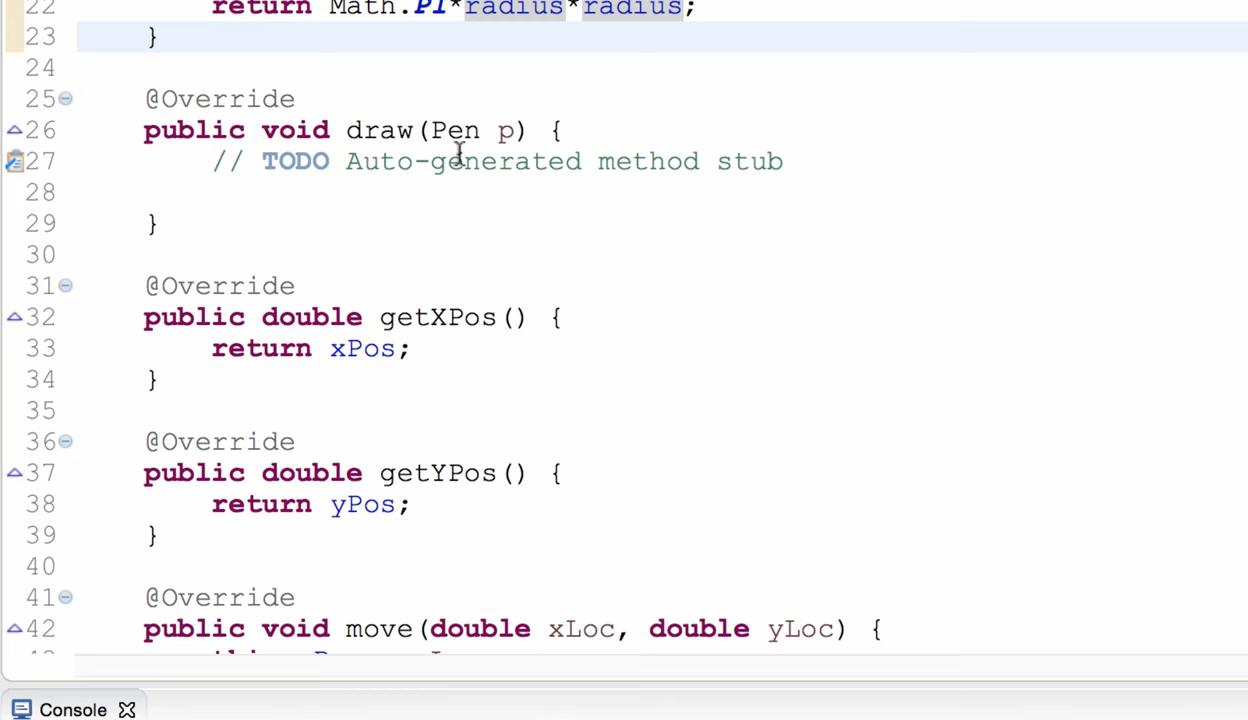 22 return Math.PI*radius*radius;
23 }
24
25 @Override
26 public void draw(Pen p) {
27 // TODO Auto-generated method stub
28
29 }
30
31 @Override
32 public double getXPos() {
33 return xPos;
34 }
35
36 @Override
37 public double getYPos() {
38 return yPos;
39 }
40
41 @Override
42 public void move(double xLoc, double yLoc) {
Console